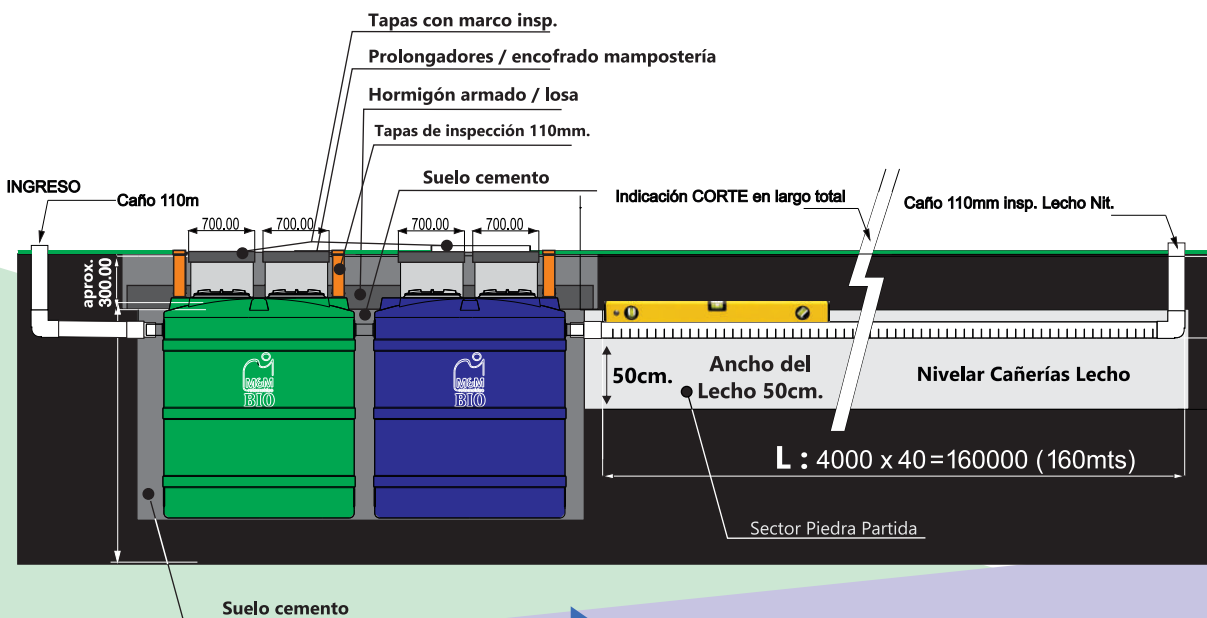 Tapas con marco insp.
Prolongadores / encofrado mampostería
Hormigón armado / losa
Tapas de inspección 110mm.
Suelo cemento
INGRESO
Caño 110m
Indicación CORTE en largo total
Caño 110mm insp. Lecho Nit.
700.00
700.00
700.00
700.00
aprox.
300.00
M&M
BIO
M&M
BIO
50cm.
Ancho del
Lecho 50cm.
Nivelar Cañerías Lecho
L : 4000 x 40=160000 (160mts)
Sector Piedra Partida
Suelo cemento